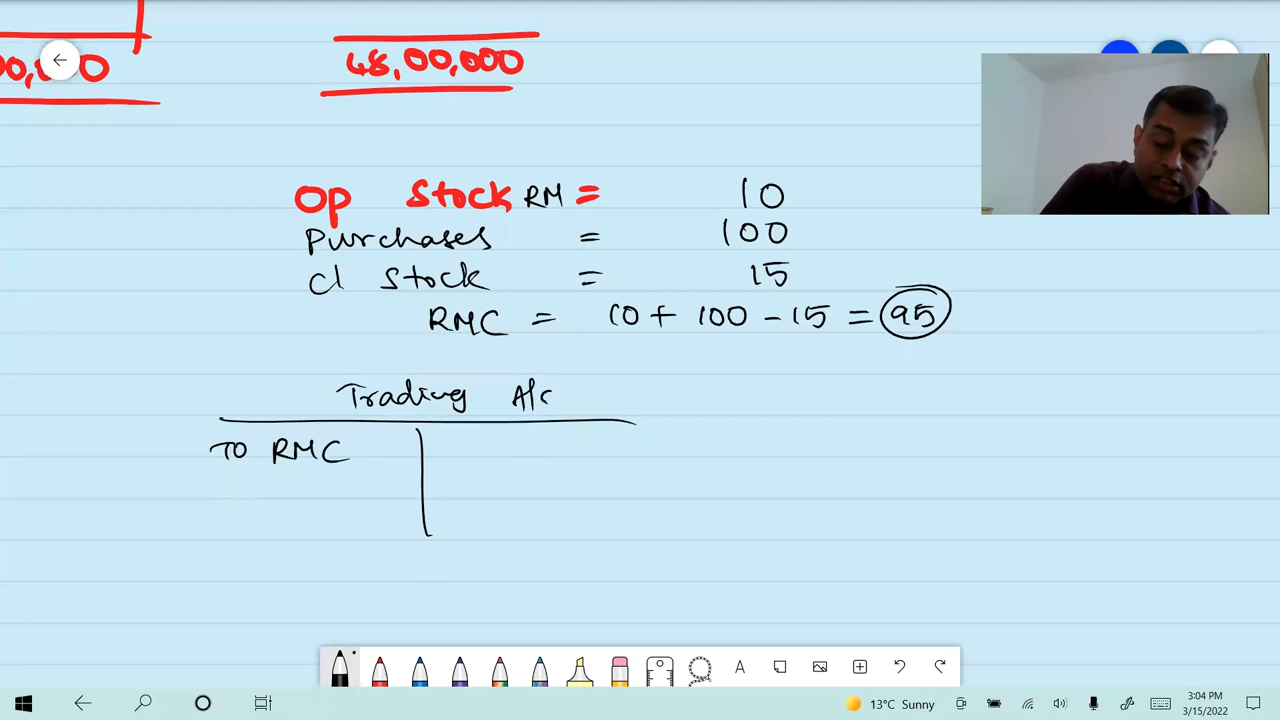 48,00,000
Op Stock RM = 10
Purchases = 100
Cl Stock = 15
RMC = 10 + 100 - 15 = 95
Trading A/c
To RMC
A
13°C Sunny
3:04 PM
3/15/2022